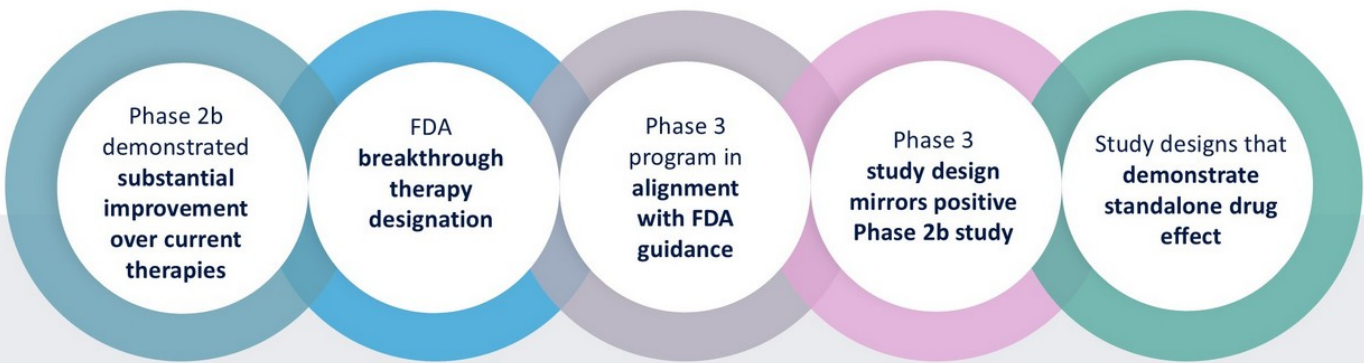 Phase 2b
demonstrated
substantial
improvement
over current
therapies
FDA
breakthrough
therapy
designation
Phase 3
program in
alignment
with FDA
guidance
Phase 3
study design
mirrors positive
Phase 2b study
Study designs that
demonstrate
standalone drug
effect